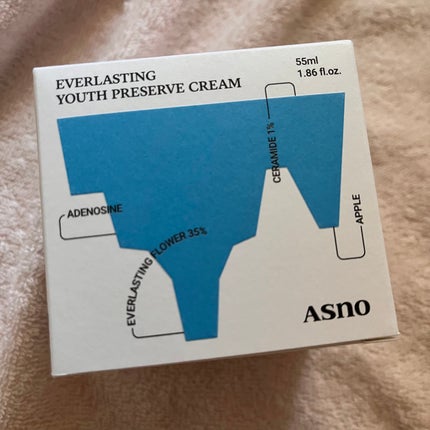 EVERLASTING
YOUTH PRESERVE CREAM
55ml
1.86 fl.oz.
CERAMIDE 1%
ADENOSINE
EVERLASTING FLOWER 35%
APPLE
Asno